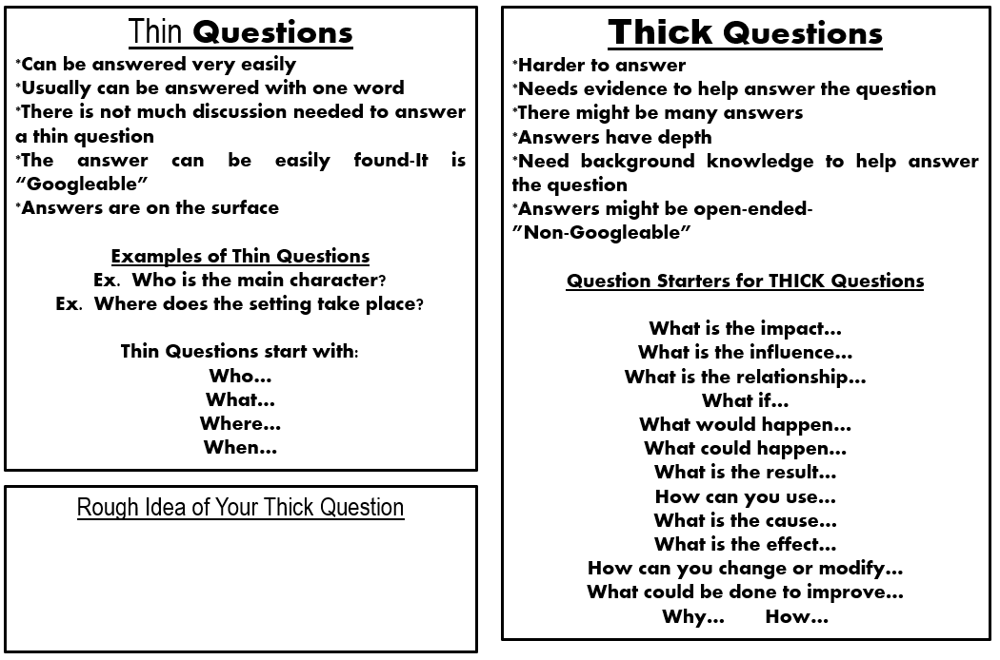 Thin Questions
*Can be answered very easily
*Usually can be answered with one word
*There is not much discussion needed to answer
a thin question
*The answer can be easily found-It is
“Googleable”
*Answers are on the surface
Examples of Thin Questions
Ex. Who is the main character?
Ex. Where does the setting take place?
Thin Questions start with:
Who...
What...
Where...
When...
Rough Idea of Your Thick Question
Thick Questions
*Harder to answer
*Needs evidence to help answer the question
*There might be many answers
*Answers have depth
*Need background knowledge to help answer
the question
*Answers might be open-ended-
”Non-Googleable”
Question Starters for THICK Questions
What is the impact...
What is the influence...
What is the relationship...
What if...
What would happen...
What could happen...
What is the result...
How can you use...
What is the cause...
What is the effect...
How can you change or modify...
What could be done to improve...
Why... How...